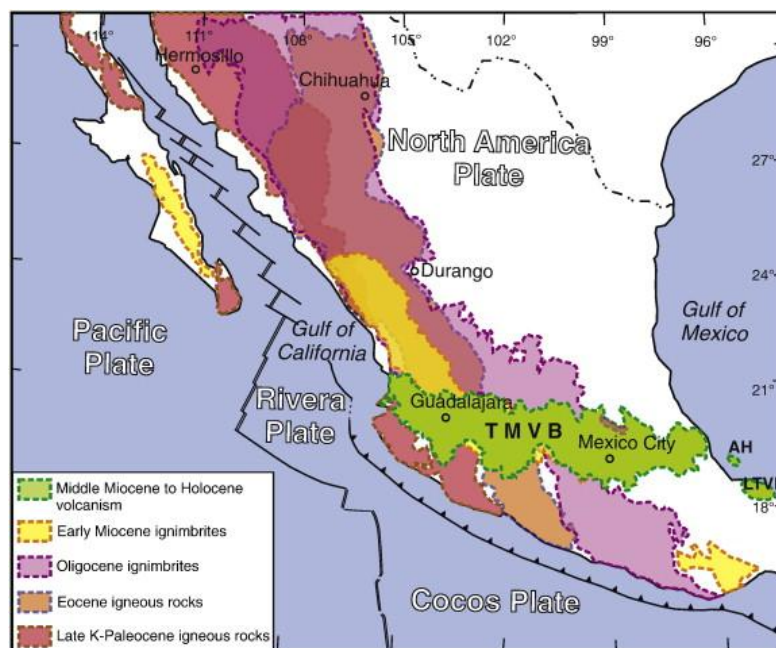 114°
111°
108°
105°
102°
99°
96°
Hermosillo
Chihuahua
North America
Plate
27°
Durango
24°
Gulf of
Mexico
Pacific
Plate
Gulf of
California
21°
Rivera
Plate
Guadalajara
T M V B
Mexico City
AH
LTV
18°
Cocos Plate
Middle Miocene to Holocene
volcanism
Early Miocene ignimbrites
Oligocene ignimbrites
Eocene igneous rocks
Late K-Paleocene igneous rocks